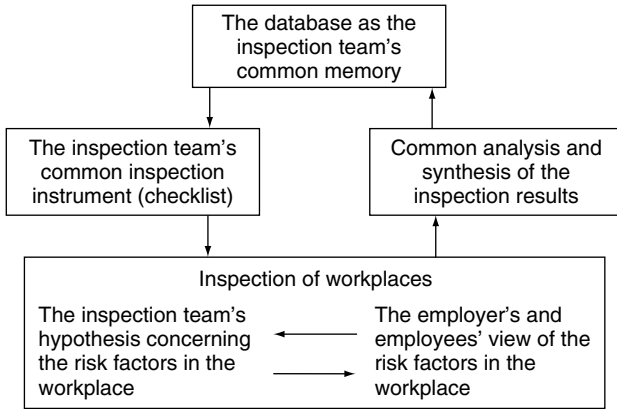 The database as the
inspection team's
common memory
The inspection team's
common inspection
instrument (checklist)
Common analysis and
synthesis of the
inspection results
Inspection of workplaces
The inspection team's
hypothesis concerning
the risk factors in the
workplace
The employer's and
employees' view of the
risk factors in the
workplace